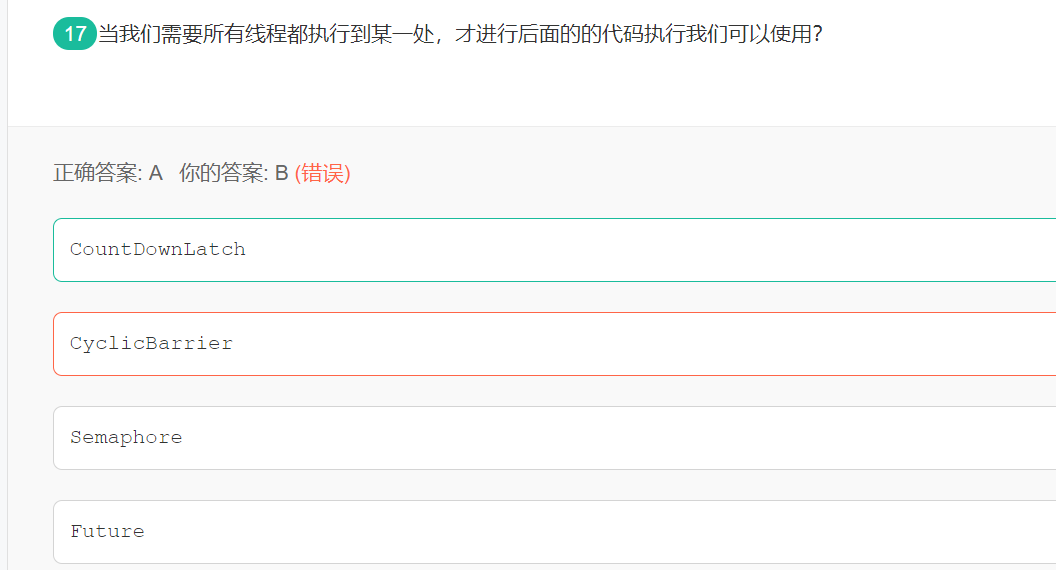 17 当我们需要所有线程都执行到某一处，才进行后面的的代码执行我们可以使用？
正确答案: A 你的答案: B (错误)
CountDownLatch
CyclicBarrier
Semaphore
Future